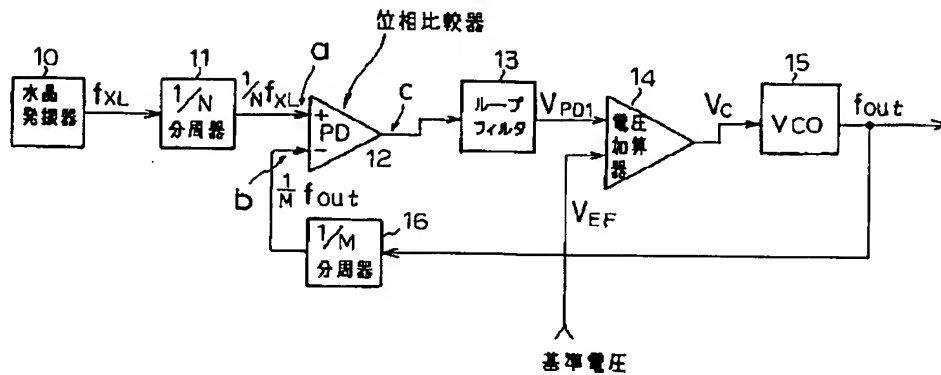 位相比較器
10
水晶
発振器
fXL
11
1/N
分周器
1/N fXL
a
+
PD
−
12
c
b
1/M fout
13
ループ
フィルタ
VPD1
14
電圧
加算
器
VC
15
VCO
fout
VEF
16
1/M
分周器
基準電圧